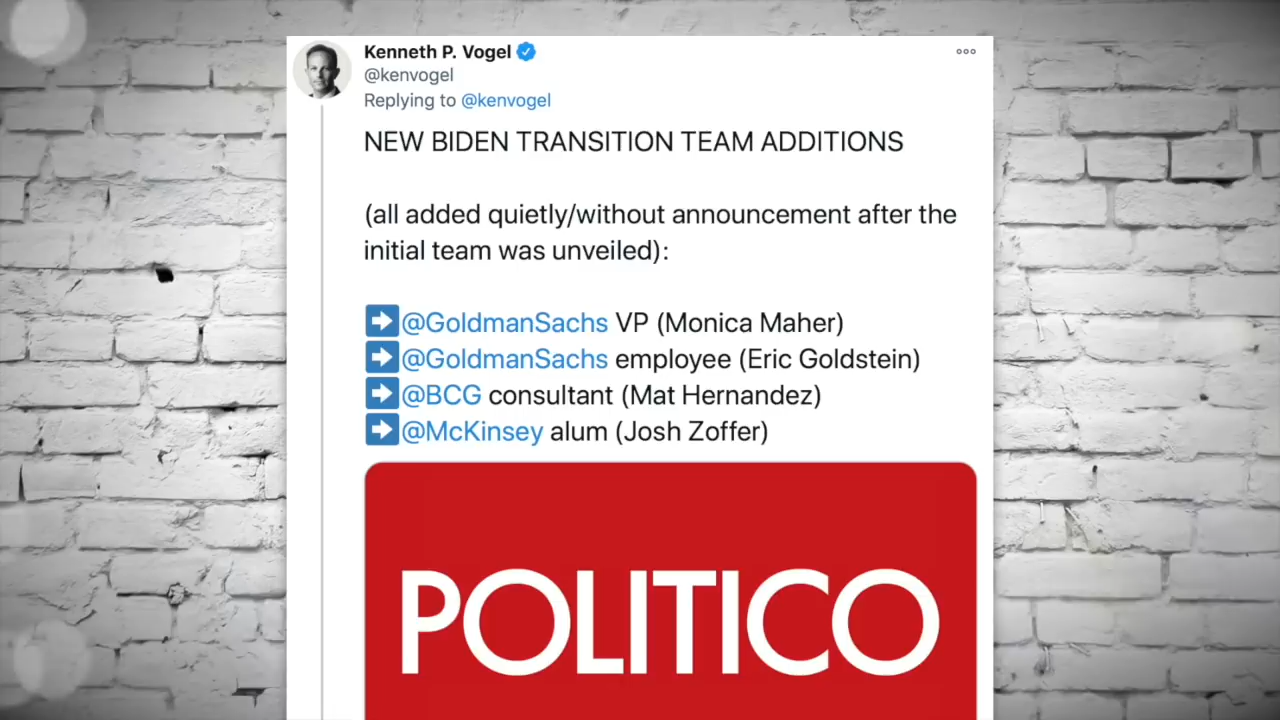 Kenneth P. Vogel
@kenvogel
Replying to @kenvogel
NEW BIDEN TRANSITION TEAM ADDITIONS
(all added quietly/without announcement after the
initial team was unveiled):
➡️@GoldmanSachs VP (Monica Maher)
➡️@GoldmanSachs employee (Eric Goldstein)
➡️@BCG consultant (Mat Hernandez)
➡️@McKinsey alum (Josh Zoffer)
POLITICO